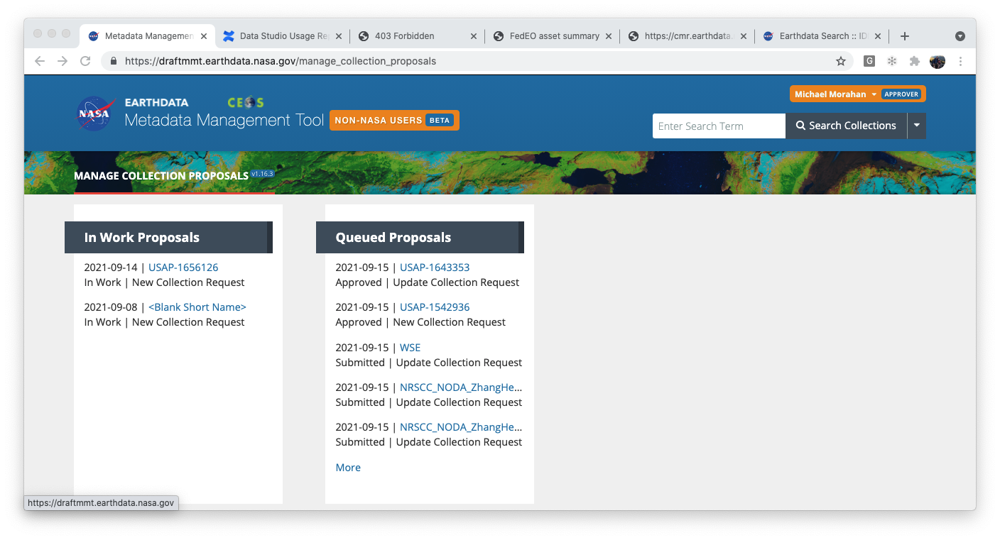 Metadata Managemen
Data Studio Usage Re
403 Forbidden
FedEO asset summary
https://cmr.earthdata.
Earthdata Search :: ID
https://draftmmt.earthdata.nasa.gov/manage_collection_proposals
G
Michael Morahan APPROVER
NASA
EARTHDATA
CEOS
Metadata Management Tool
NON-NASA USERS BETA
Enter Search Term
Search Collections
MANAGE COLLECTION PROPOSALS v1.16.3
In Work Proposals
2021-09-14 | USAP-1656126
In Work | New Collection Request
2021-09-08 | <Blank Short Name>
In Work | New Collection Request
Queued Proposals
2021-09-15 | USAP-1643353
Approved | Update Collection Request
2021-09-15 | USAP-1542936
Approved | New Collection Request
2021-09-15 | WSE
Submitted | Update Collection Request
2021-09-15 | NRSCC_NODA_ZhangHe...
Submitted | Update Collection Request
2021-09-15 | NRSCC_NODA_ZhangHe...
Submitted | Update Collection Request
More
https://draftmmt.earthdata.nasa.gov